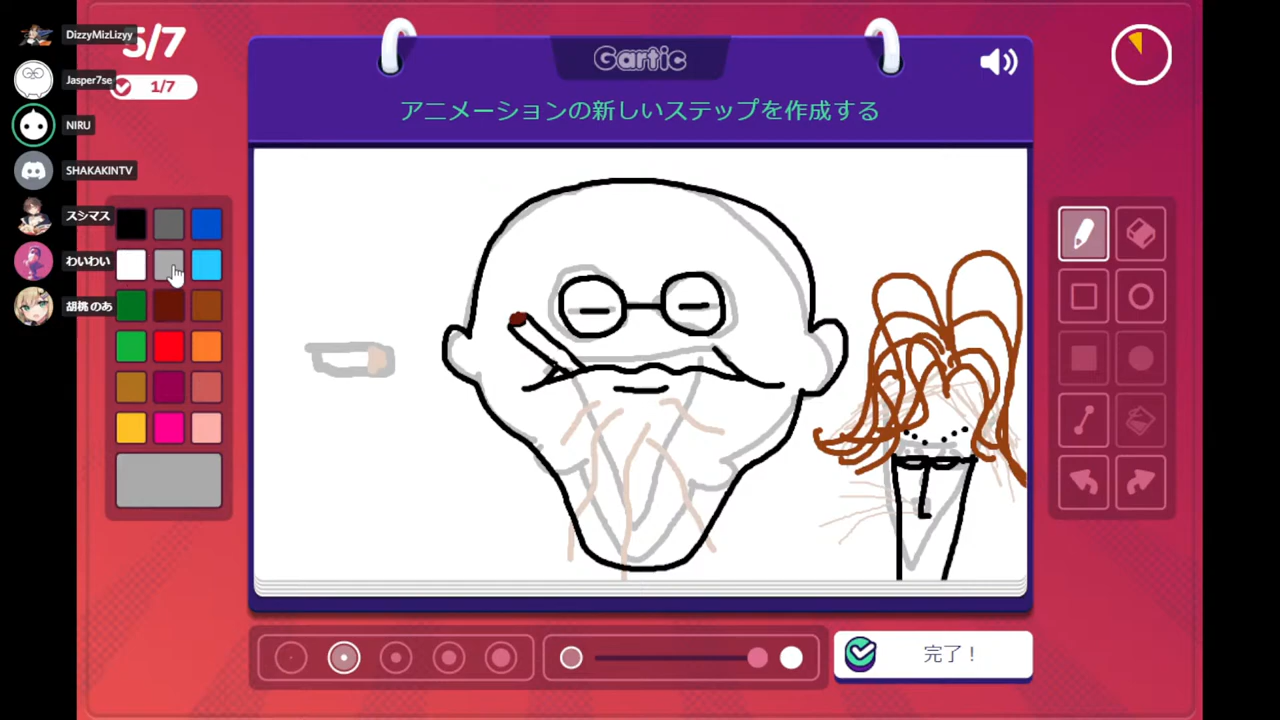 DizzyMizLizyy
5/7
Jasper7se
1/7
NIRU
SHAKAKINTV
スシマス
わいわい
胡桃のあ
Gartic
アニメーションの新しいステップを作成する
完了！